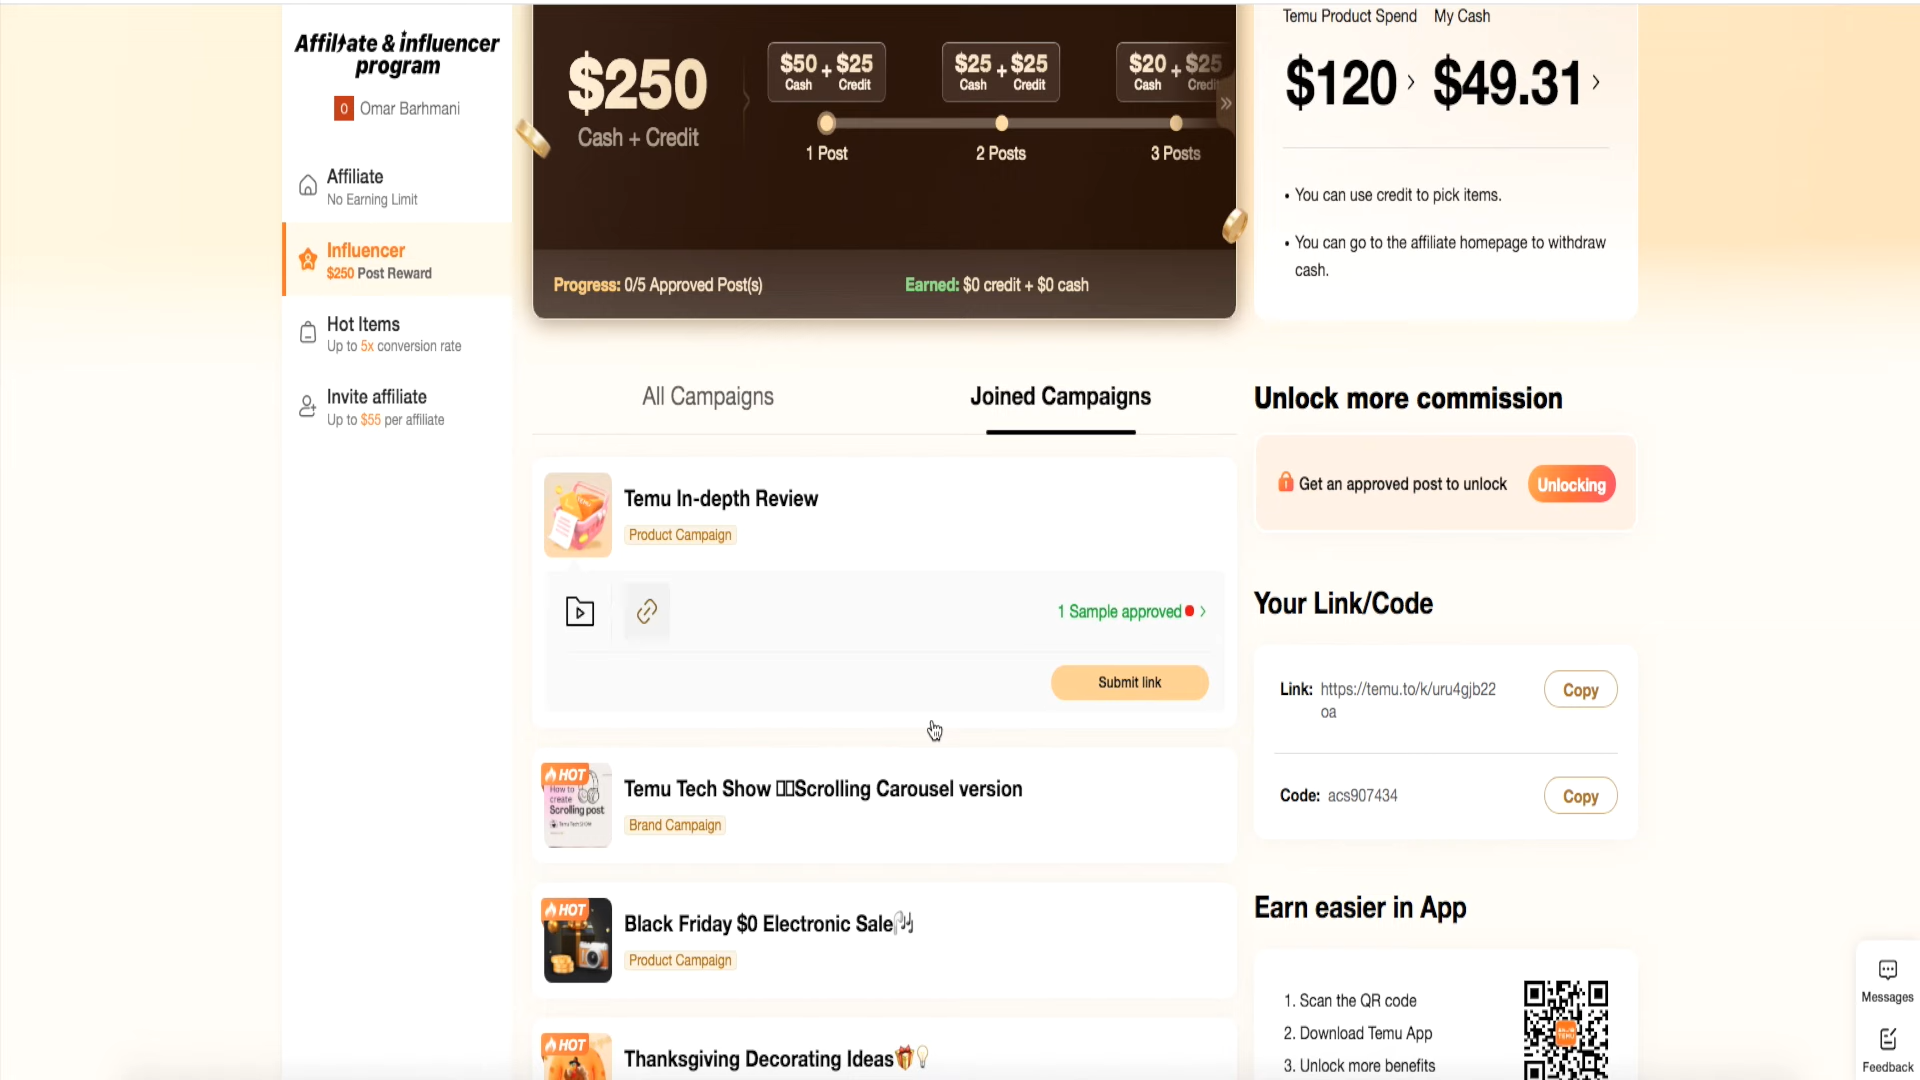 Affiliate & influencer
program
O Omar Barhmani
Affiliate
No Earning Limit
Influencer
$250 Post Reward
Hot Items
Up to 5x conversion rate
Invite affiliate
Up to $55 per affiliate
$250
Cash + Credit
$50 + $25
Cash Credit
1 Post
$25 + $25
Cash Credit
2 Posts
$20 + $25
Cash
3 Posts
Progress: 0/5 Approved Post(s)
Earned: $0 credit + $0 cash
Temu Product Spend
My Cash
$120
$49.31
• You can use credit to pick items.
• You can go to the affiliate homepage to withdraw
cash.
All Campaigns
Joined Campaigns
Temu In-depth Review
Product Campaign
1 Sample approved
Submit link
HOT
How to
create
Scrolling post
Temu Tech Show Scrolling Carousel version
Brand Campaign
HOT
Black Friday $0 Electronic Sale
Product Campaign
HOT
Thanksgiving Decorating Ideas🎁💡
Unlock more commission
Get an approved post to unlock
Unlocking
Your Link/Code
Link: https://temu.to/k/uru4gjb22
oa
Copy
Code: acs907434
Copy
Earn easier in App
1. Scan the QR code
2. Download Temu App
3. Unlock more benefits
TEMU
Messages
Feedback